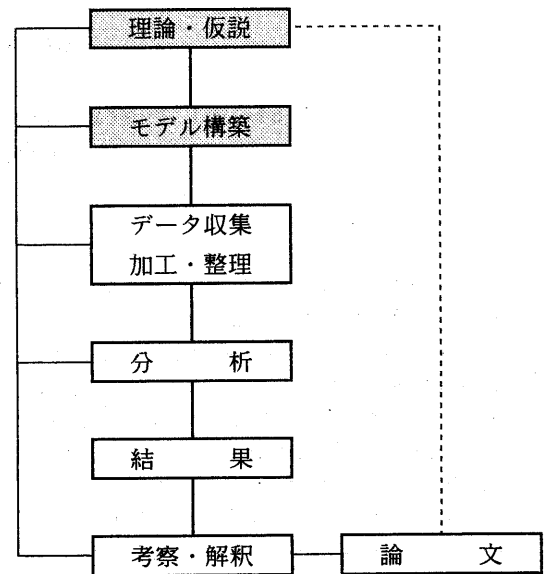 理論・仮説
モデル構築
データ収集
加工・整理
分 析
結 果
考察・解釈
論 文